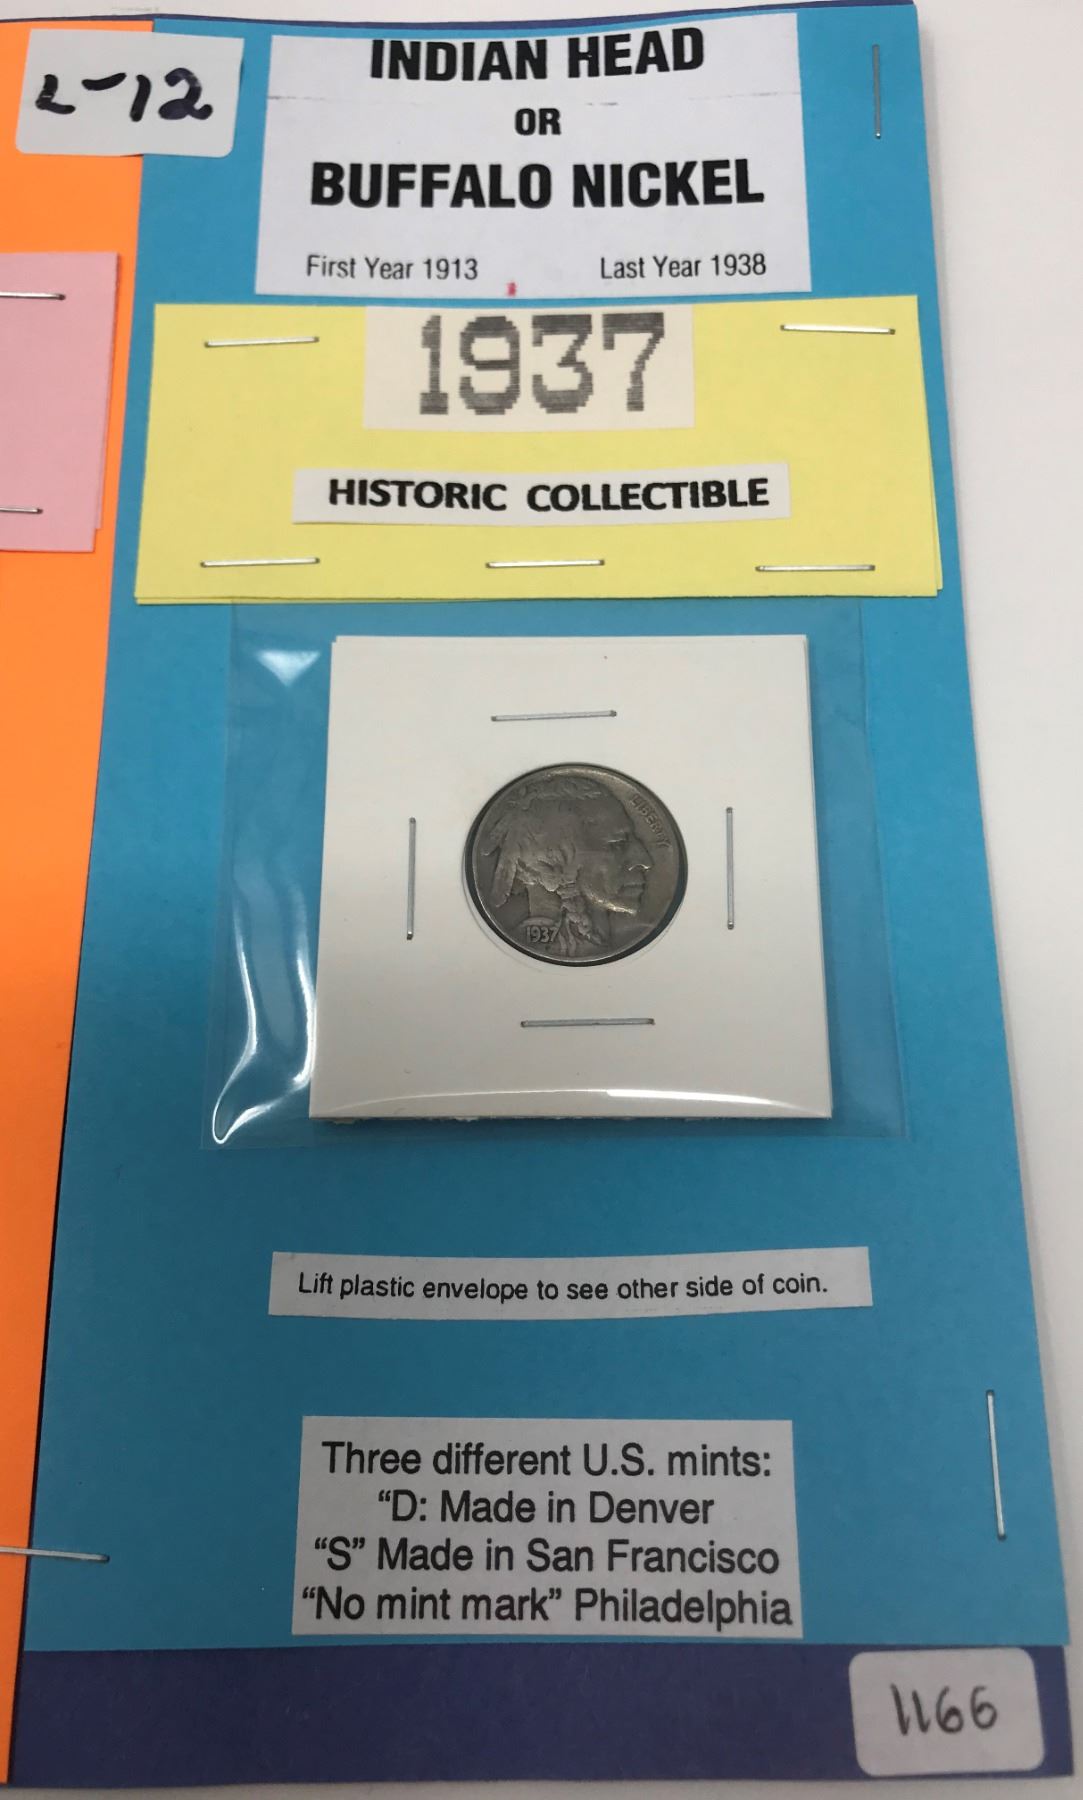 L-12
INDIAN HEAD
OR
BUFFALO NICKEL
First Year 1913 Last Year 1938
1937
HISTORIC COLLECTIBLE
LIBERTY
1937
Lift plastic envelope to see other side of coin.
Three different U.S. mints:
“D: Made in Denver
“S” Made in San Francisco
“No mint mark” Philadelphia
1166